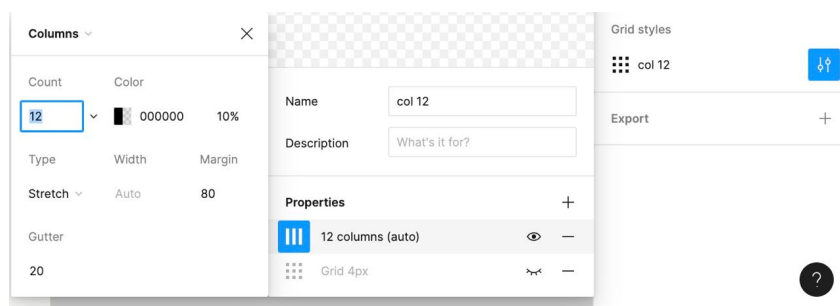 Columns
Count Color
12 000000 10%
Type Width Margin
Stretch Auto 80
Gutter
20
Name col 12
Description What's it for?
Properties
12 columns (auto)
Grid 4px
Grid styles
col 12
Export
?